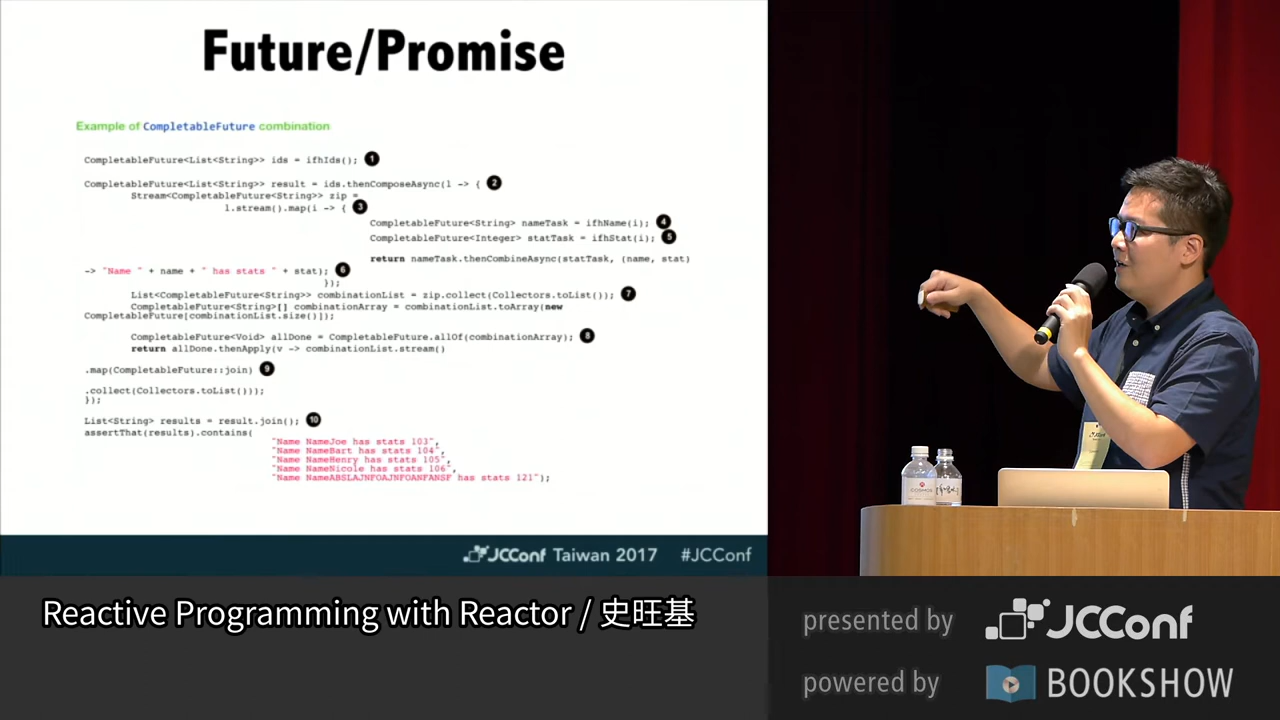 Future/Promise
Example of CompletableFuture combination
CompletableFuture<List<String>> ids = ifhIds(); 1
CompletableFuture<List<String>> result = ids.thenComposeAsync(l -> { 2
Stream<CompletableFuture<String>> zip =
l.stream().map(i -> { 3
CompletableFuture<String> nameTask = ifhName(i); 4
CompletableFuture<Integer> statTask = ifhStat(i); 5
return nameTask.thenCombineAsync(statTask, (name, stat)
-> "Name " + name + " has stats " + stat); 6
});
List<CompletableFuture<String>> combinationList = zip.collect(Collectors.toList()); 7
CompletableFuture<String>[] combinationArray = combinationList.toArray(new
CompletableFuture[combinationList.size()]);
CompletableFuture<Void> allDone = CompletableFuture.allOf(combinationArray); 8
return allDone.thenApply(v -> combinationList.stream()
.map(CompletableFuture::join) 9
.collect(Collectors.toList()));
});
List<String> results = result.join(); 10
assertThat(results).contains(
"Name NameJoe has stats 103",
"Name NameBart has stats 104",
"Name NameHenry has stats 105",
"Name NameNicole has stats 106",
"Name NameABSLAJNFOAJNFOANFANSF has stats 121");
JCConf Taiwan 2017 #JCConf
COSMOS
Reactive Programming with Reactor / 史旺基
presented by JCConf
powered by BOOKSHOW